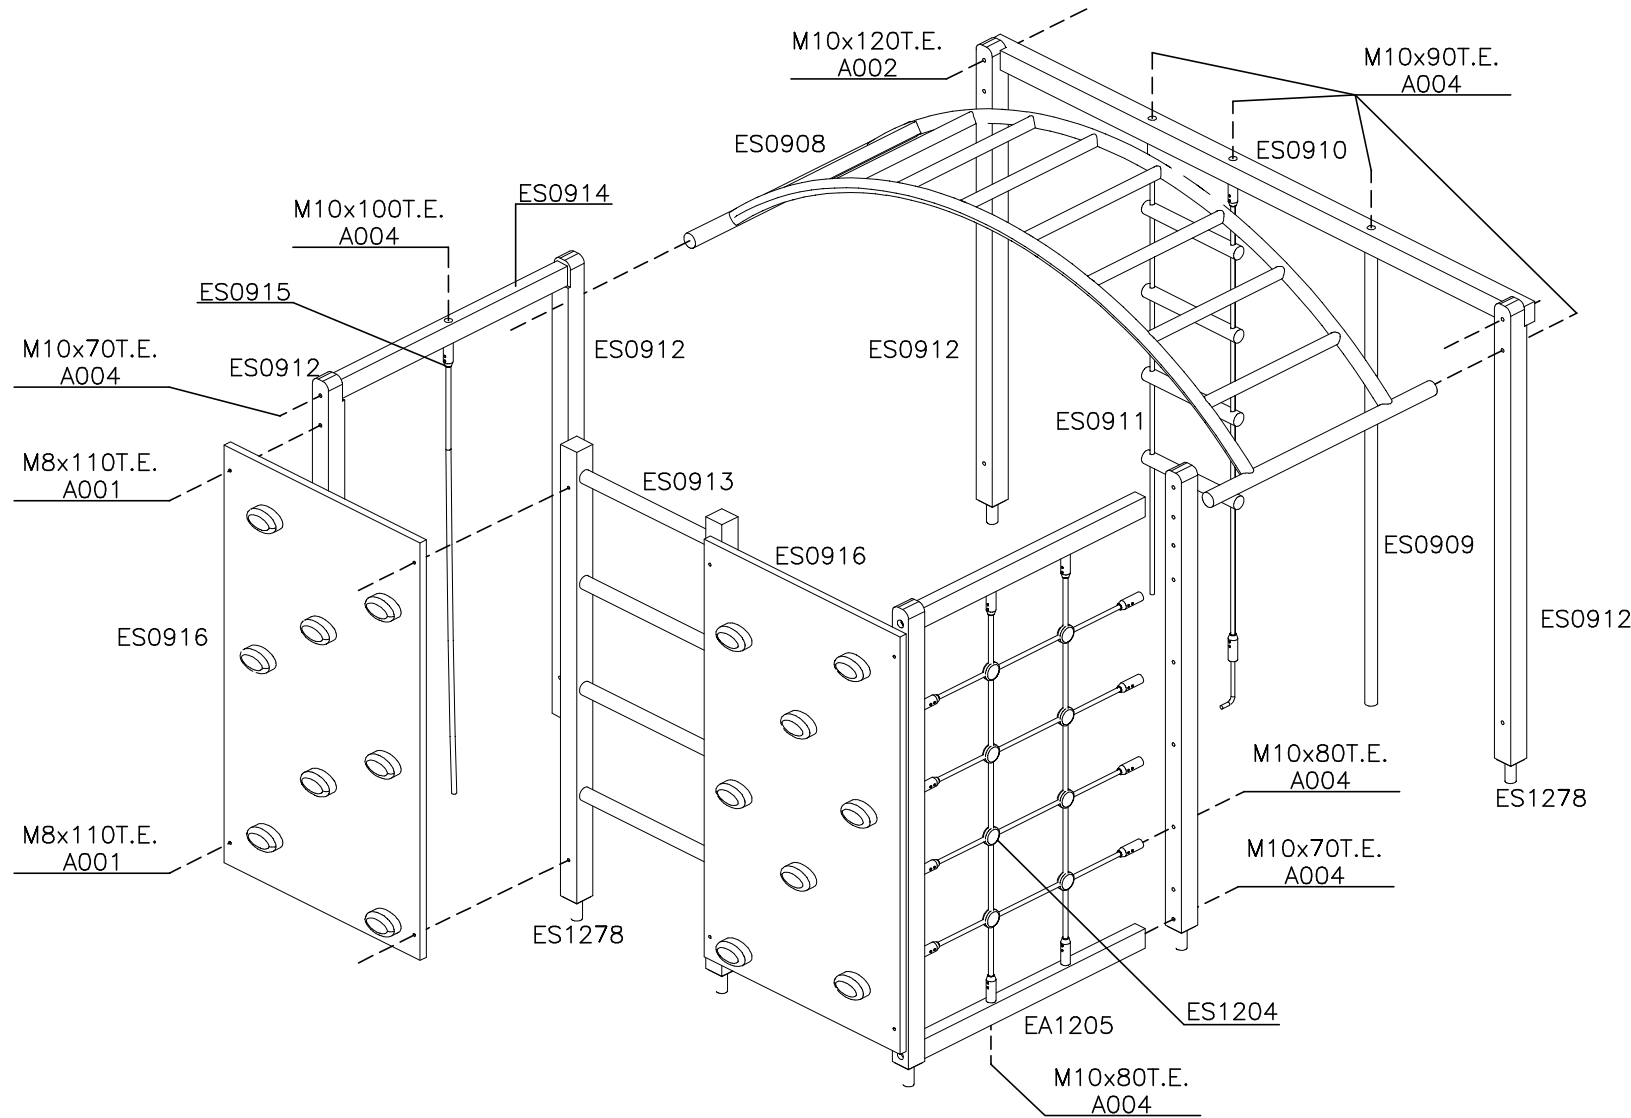 M10x120T.E.
A002
M10x90T.E.
A004
ES0908
ES0910
ES0914
M10x100T.E.
A004
ES0915
M10x70T.E.
A004
ES0912
ES0912
ES0912
ES0911
M8x110T.E.
A001
ES0913
ES0916
ES0909
ES0916
ES0912
M10x80T.E.
A004
ES1278
M8x110T.E.
A001
M10x70T.E.
A004
ES1278
ES1204
EA1205
M10x80T.E.
A004